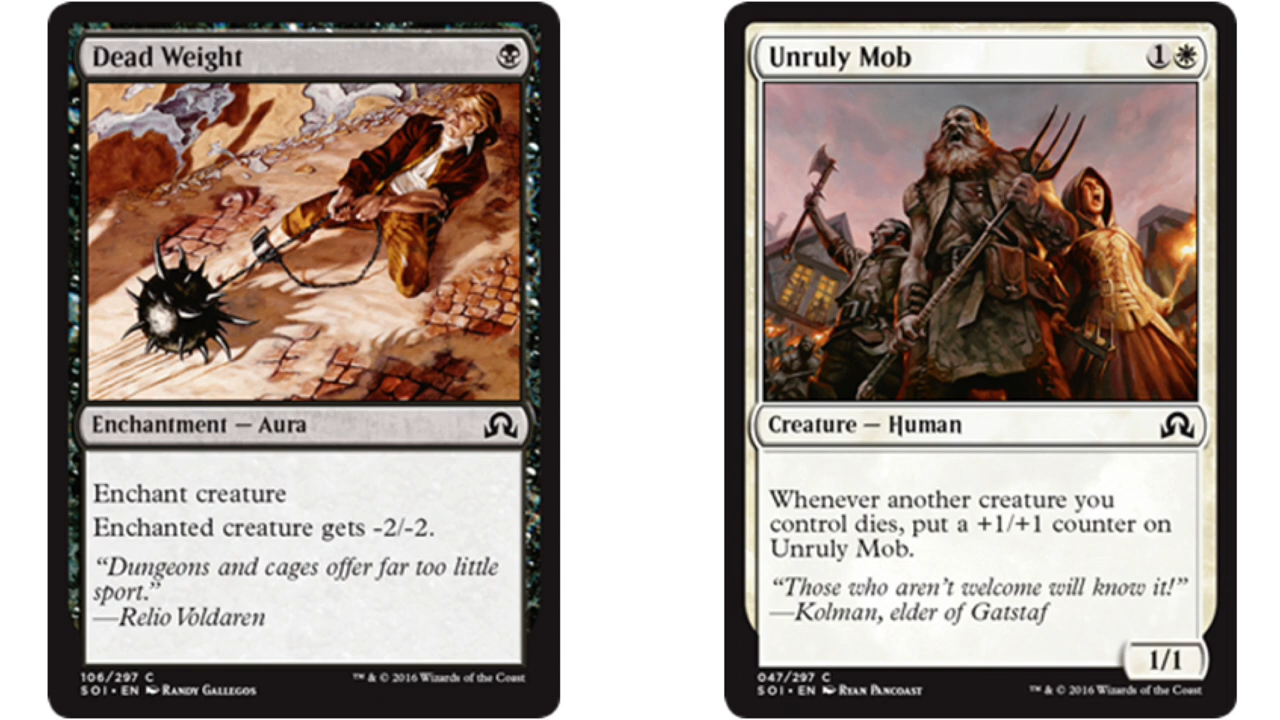 Dead Weight
Enchantment — Aura
Enchant creature
Enchanted creature gets -2/-2.
“Dungeons and cages offer far too little
sport.”
—Relio Voldaren
106/297 C
SOI • EN Randy Gallegos
™ & © 2016 Wizards of the Coast
Unruly Mob 1
Creature — Human
Whenever another creature you
control dies, put a +1/+1 counter on
Unruly Mob.
“Those who aren’t welcome will know it!”
—Kolman, elder of Gatstaf
1/1
047/297 C
SOI • EN Ryan Pancoast
™ & © 2016 Wizards of the Coast